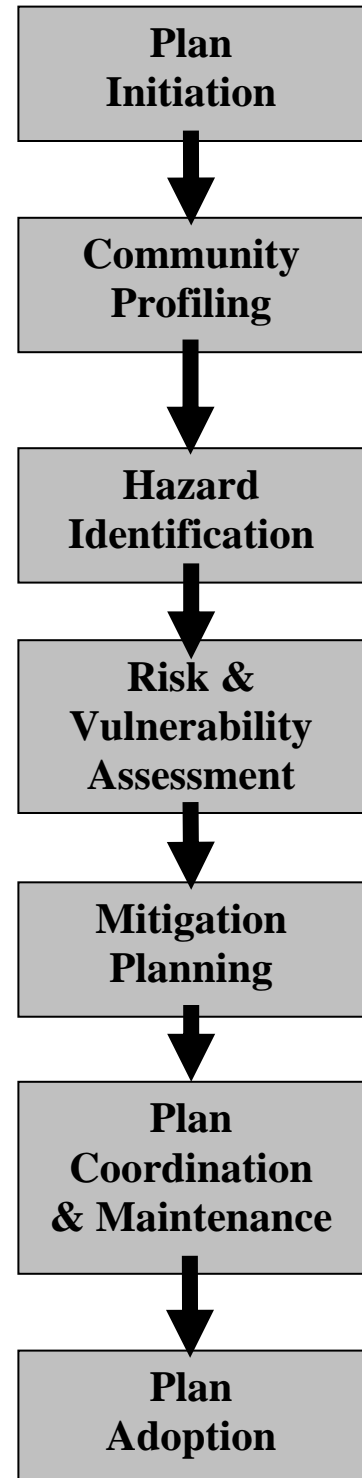 Plan
Initiation
Community
Profiling
Hazard
Identification
Risk &
Vulnerability
Assessment
Mitigation
Planning
Plan
Coordination
& Maintenance
Plan
Adoption